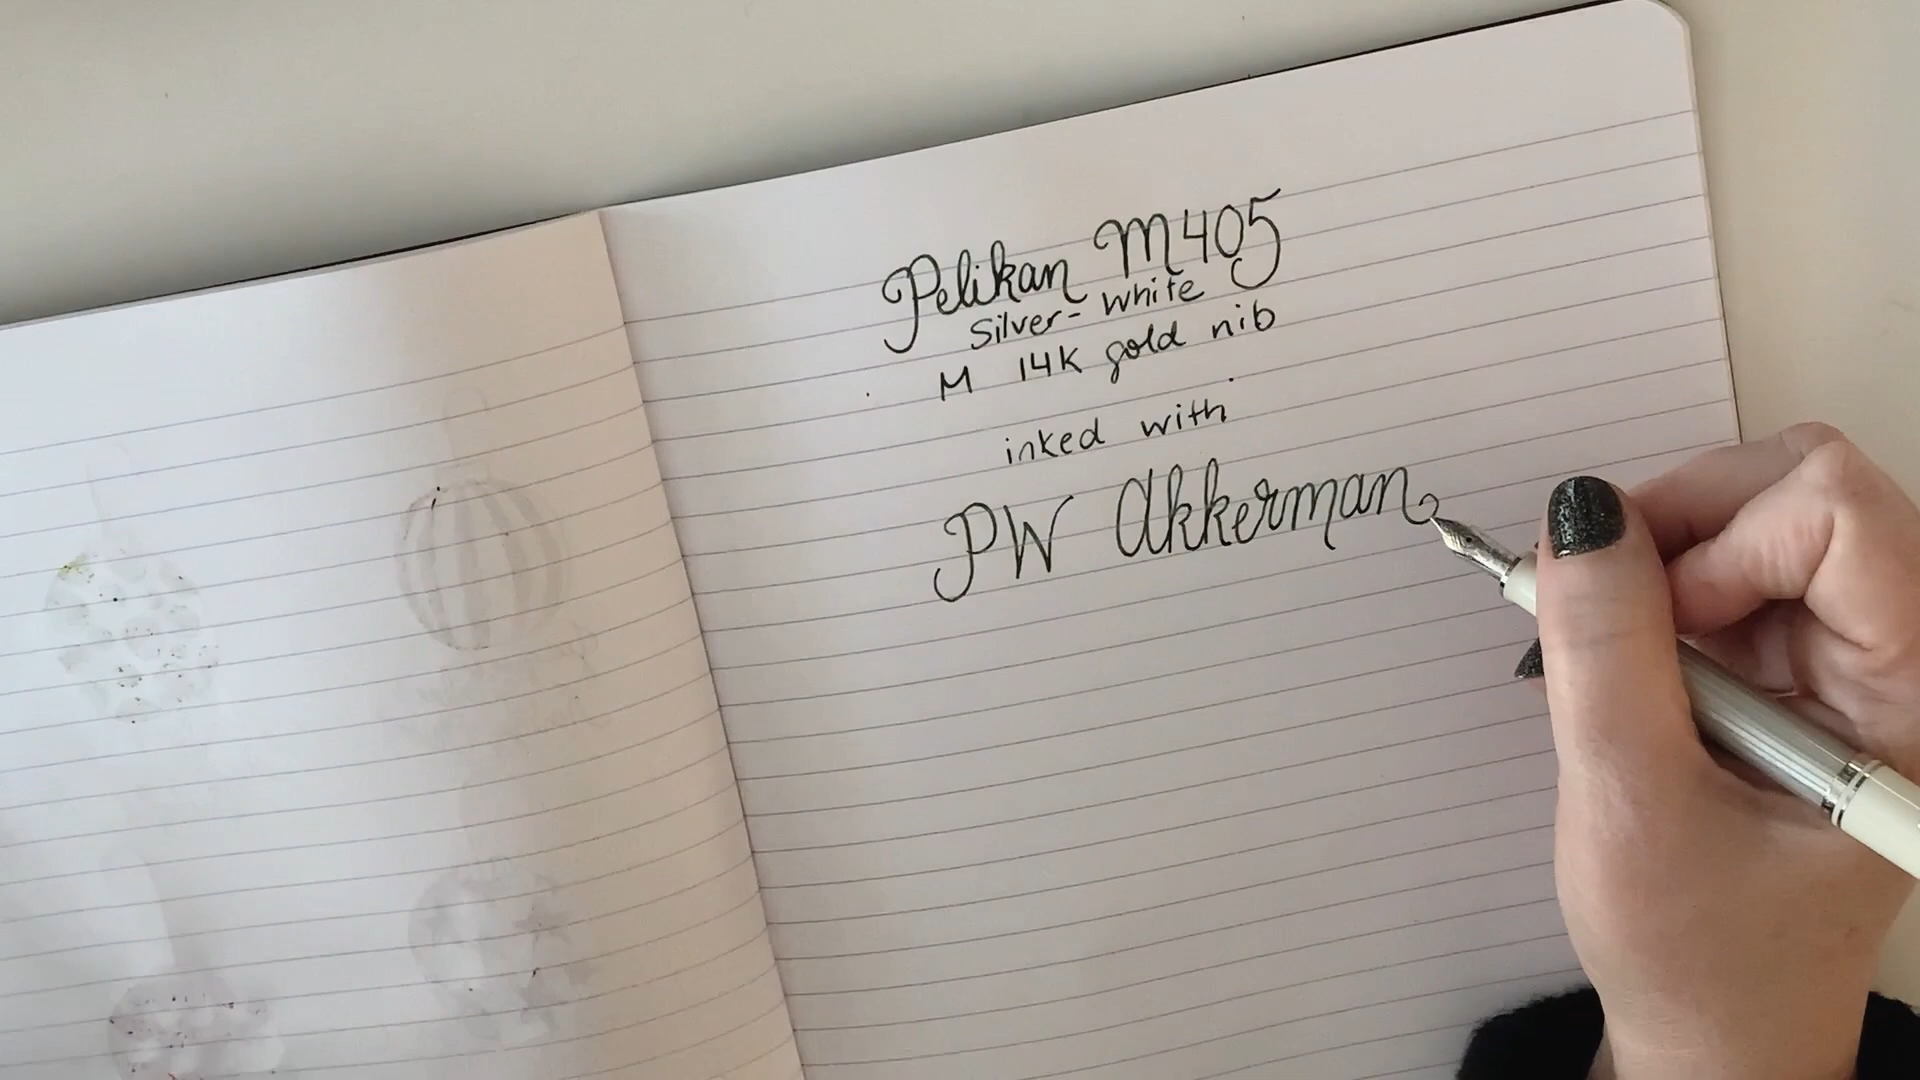 Pelikan M405
Silver-white
M 14K gold nib
inked with
PW Akkerman